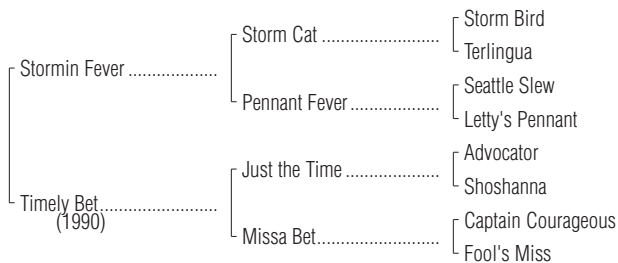 Storm Bird
Storm Cat ........................
Terlingua
Stormin Fever ..................
Seattle Slew
Pennant Fever ..................
Letty's Pennant
Advocator
Just the Time ...................
Shoshanna
Timely Bet........................
(1990)
Captain Courageous
Missa Bet.........................
Fool's Miss